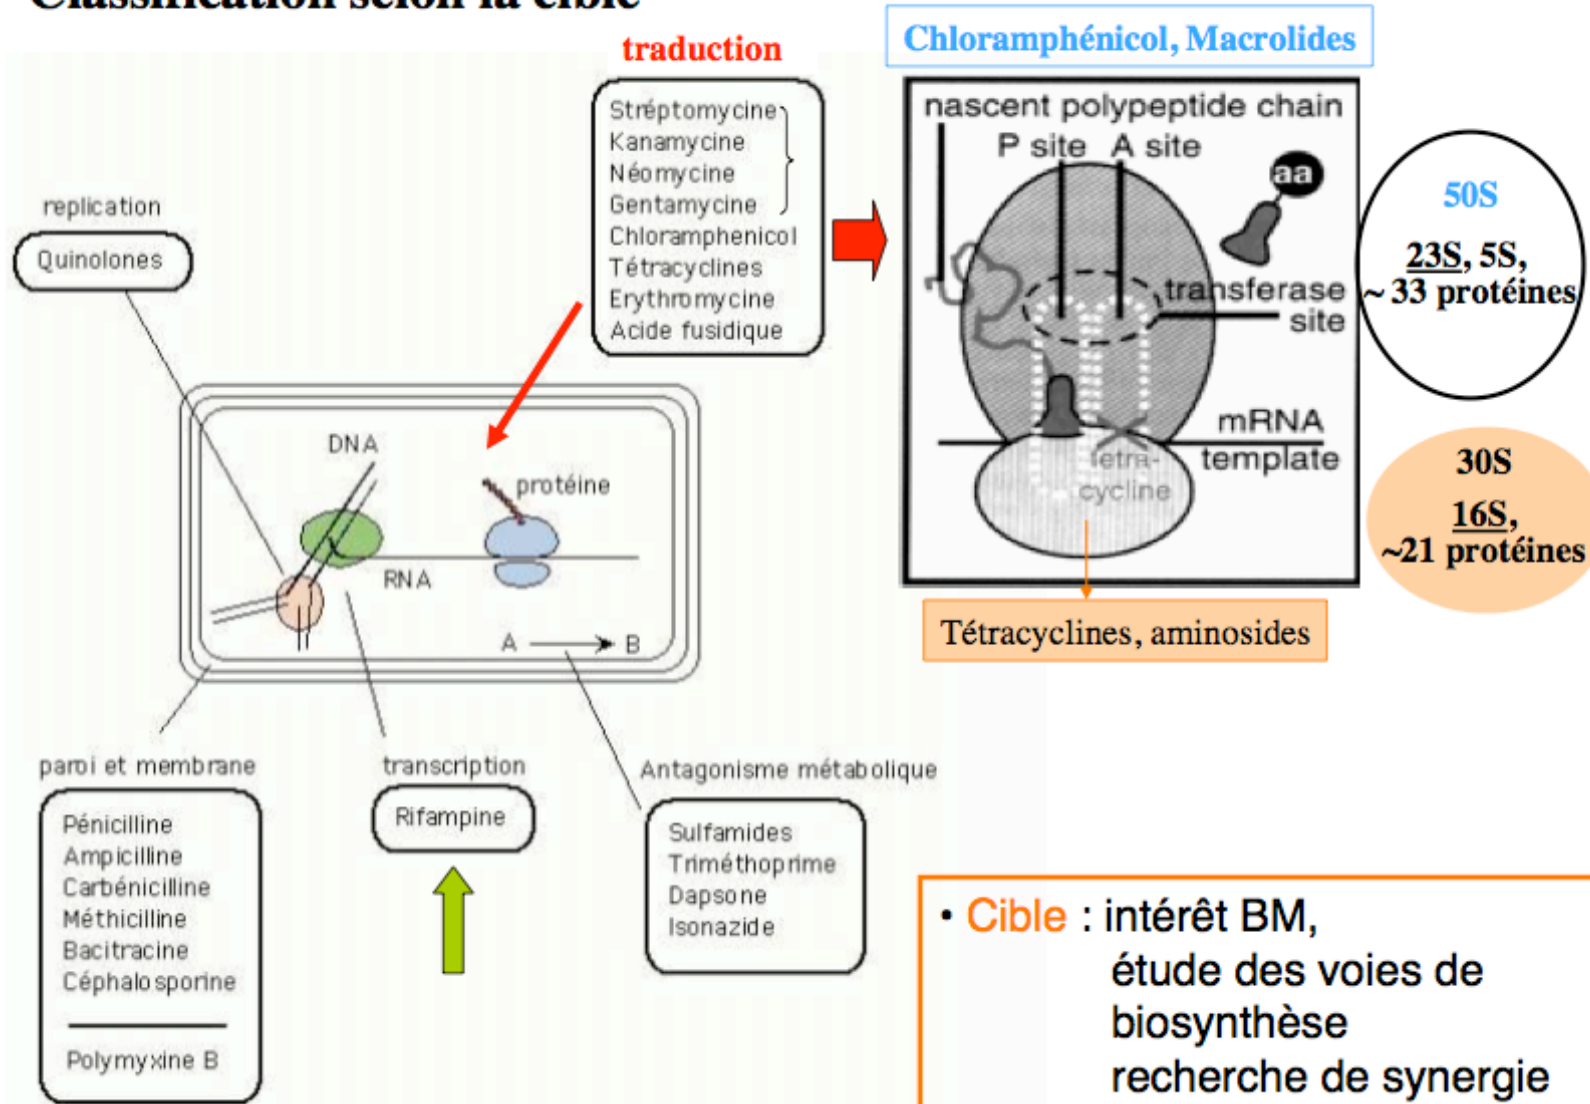 Classification selon la cible
traduction
Stréptomycine
Kanamycine
Néomycine
Gentamycine
Chloramphenicol
Tétracyclines
Erythromycine
Acide fusidique
replication
Quinolones
DNA
RNA
protéine
A
B
paroi et membrane
Pénicilline
Ampicilline
Carbénicilline
Méthicilline
Bacitracine
Céphalosporine
Polymyxine B
transcription
Rifampine
Antagonisme métabolique
Sulfamides
Triméthoprime
Dapsone
Isonazide
Chloramphénicol, Macrolides
nascent polypeptide chain
P site A site
aa
transferase
site
mRNA
template
Tetra-
cycline
Tétracyclines, aminosides
50S
23S, 5S,
~ 33 protéines
30S
16S,
~21 protéines
• Cible : intérêt BM,
étude des voies de
biosynthèse
recherche de synergie